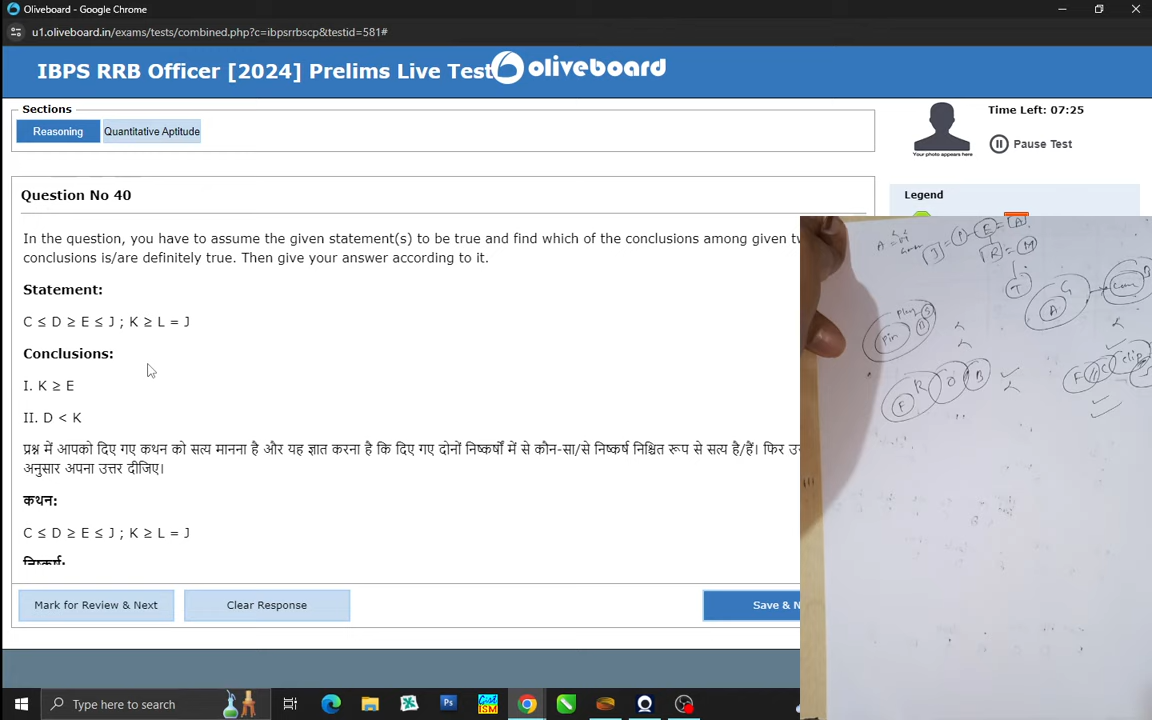 Oliveboard - Google Chrome
u1.oliveboard.in/exams/tests/combined.php?c=ibpsrrbscp&testid=581#
IBPS RRB Officer [2024] Prelims Live Test
oliveboard
Sections
Reasoning
Quantitative Aptitude
Time Left: 07:25
Pause Test
Your photo appears here
Question No 40
Legend
In the question, you have to assume the given statement(s) to be true and find which of the conclusions among given tw
conclusions is/are definitely true. Then give your answer according to it.
Statement:
C ≤ D ≥ E ≤ J ; K ≥ L = J
Conclusions:
I. K ≥ E
II. D < K
प्रश्न में आपको दिए गए कथन को सत्य मानना है और यह ज्ञात करना है कि दिए गए दोनों निष्कर्षों में से कौन-सा/से निष्कर्ष निश्चित रूप से सत्य है/हैं। फिर उ
अनुसार अपना उत्तर दीजिए।
कथन:
C ≤ D ≥ E ≤ J ; K ≥ L = J
निष्कर्ष:
Mark for Review & Next
Clear Response
Save & N
Type here to search